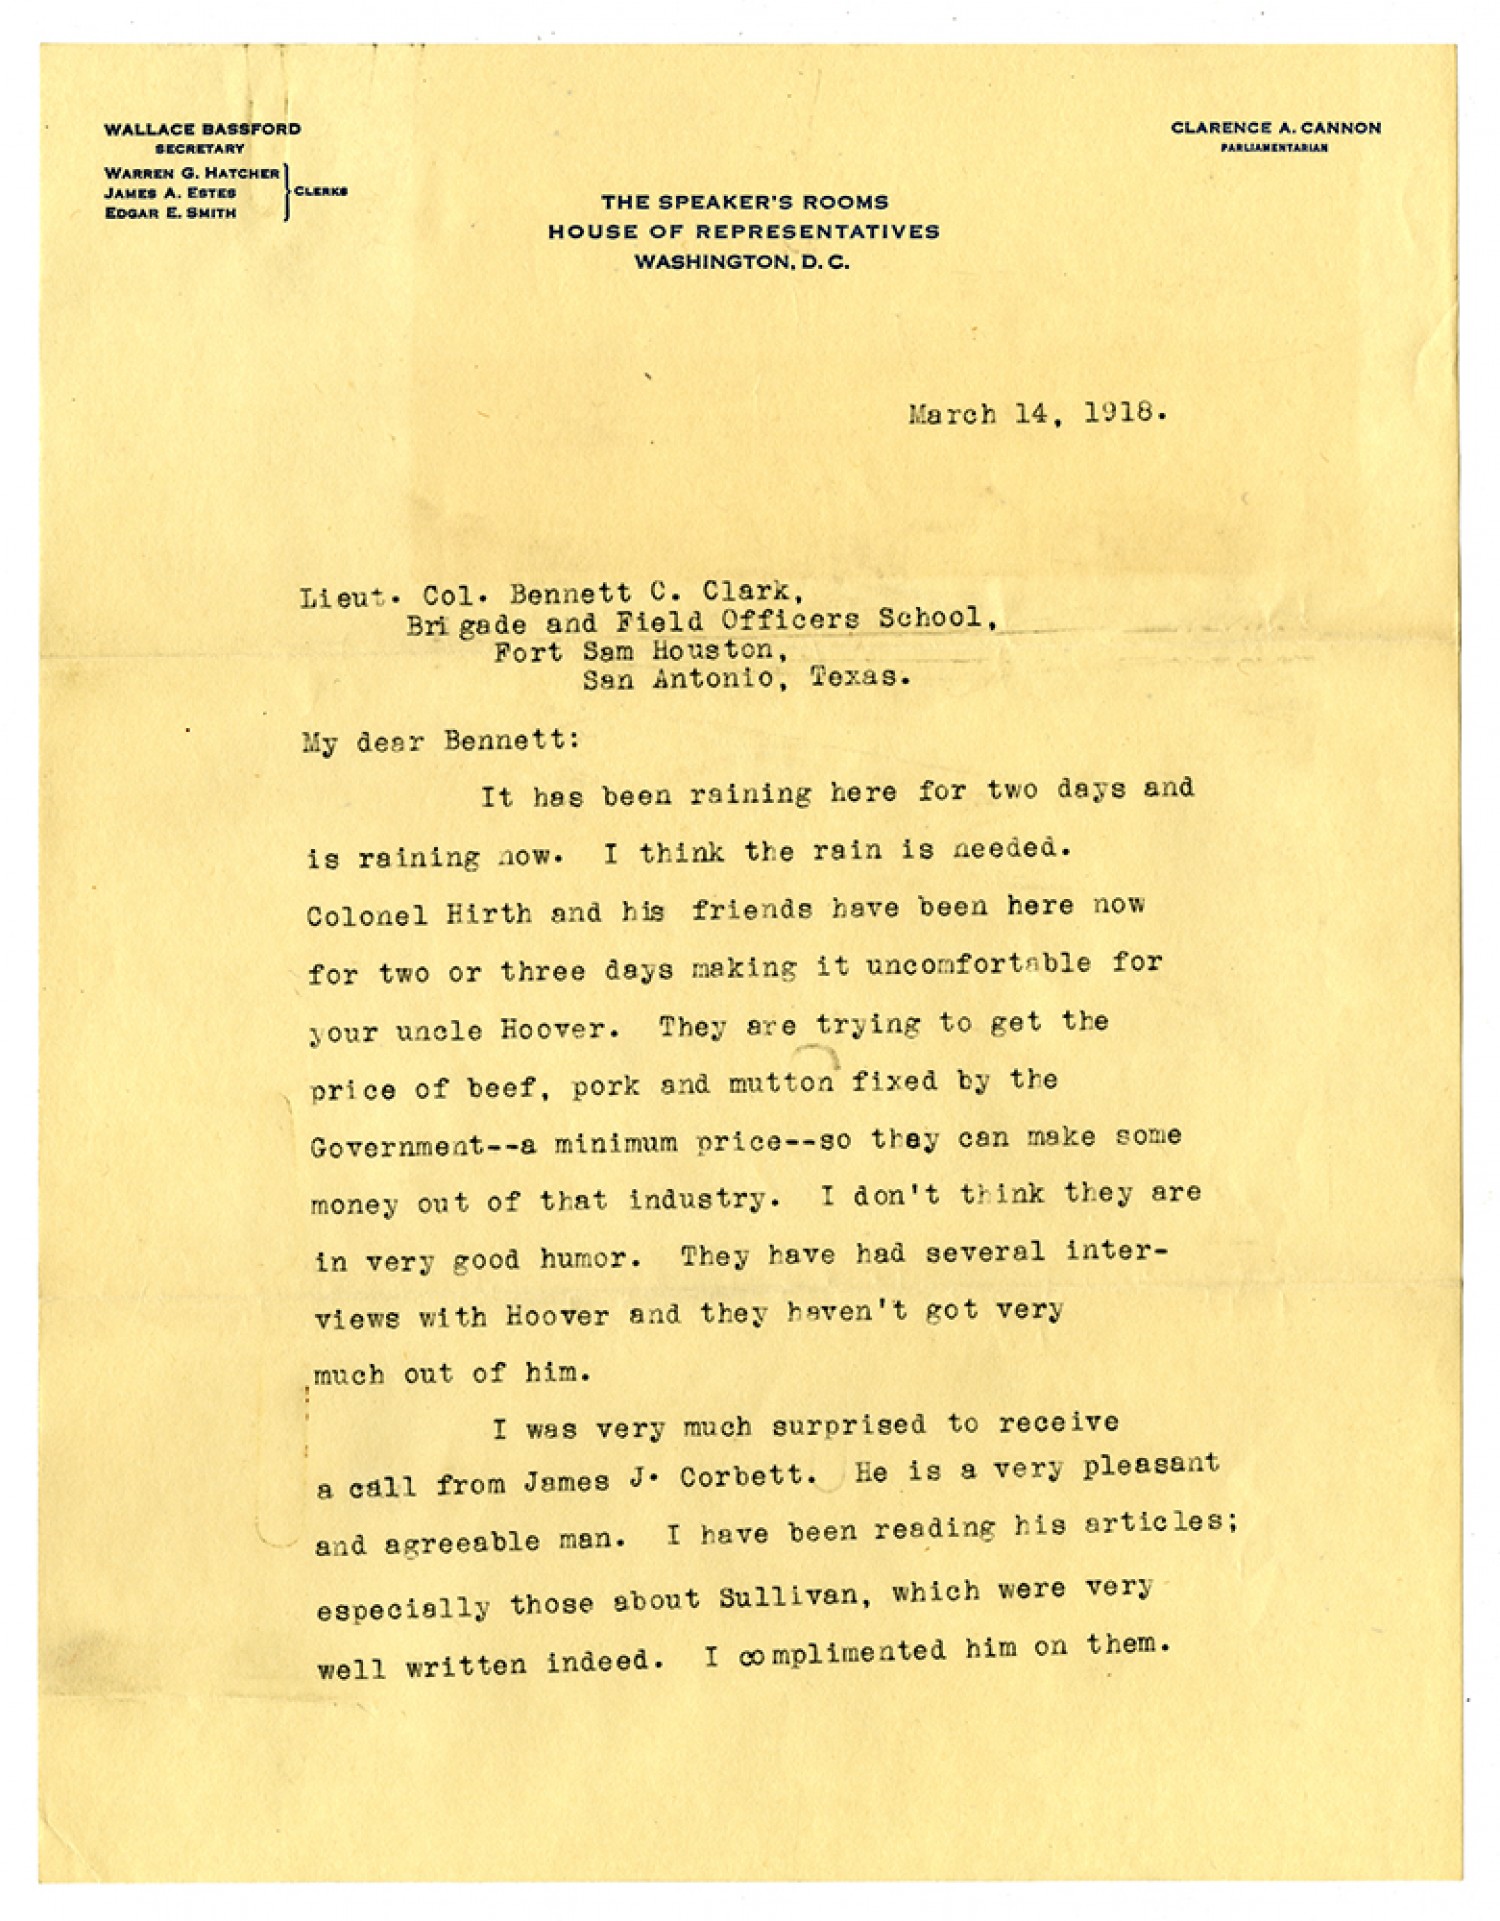 WALLACE BASSFORD
SECRETARY
WARREN G. HATCHER
JAMES A. ESTES
EDGAR E. SMITH
CLERKS
CLARENCE A. CANNON
PARLIAMENTARIAN
THE SPEAKER'S ROOMS
HOUSE OF REPRESENTATIVES
WASHINGTON, D. C.
March 14, 1918.
Lieut. Col. Bennett C. Clark,
Brigade and Field Officers School,
Fort Sam Houston,
San Antonio, Texas.
My dear Bennett:
It has been raining here for two days and
is raining now. I think the rain is needed.
Colonel Hirth and his friends have been here now
for two or three days making it uncomfortable for
your uncle Hoover. They are trying to get the
price of beef, pork and mutton fixed by the
Government--a minimum price--so they can make some
money out of that industry. I don't think they are
in very good humor. They have had several inter-
views with Hoover and they haven't got very
much out of him.
I was very much surprised to receive
a call from James J. Corbett. He is a very pleasant
and agreeable man. I have been reading his articles;
especially those about Sullivan, which were very
well written indeed. I complimented him on them.